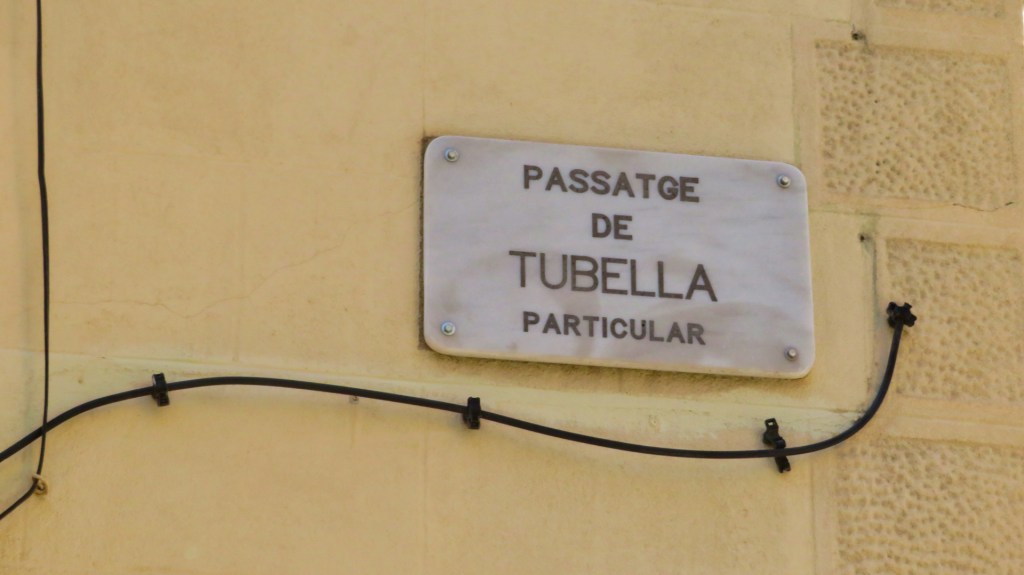 PASSATGE
DE
TUBELLA
PARTICULAR